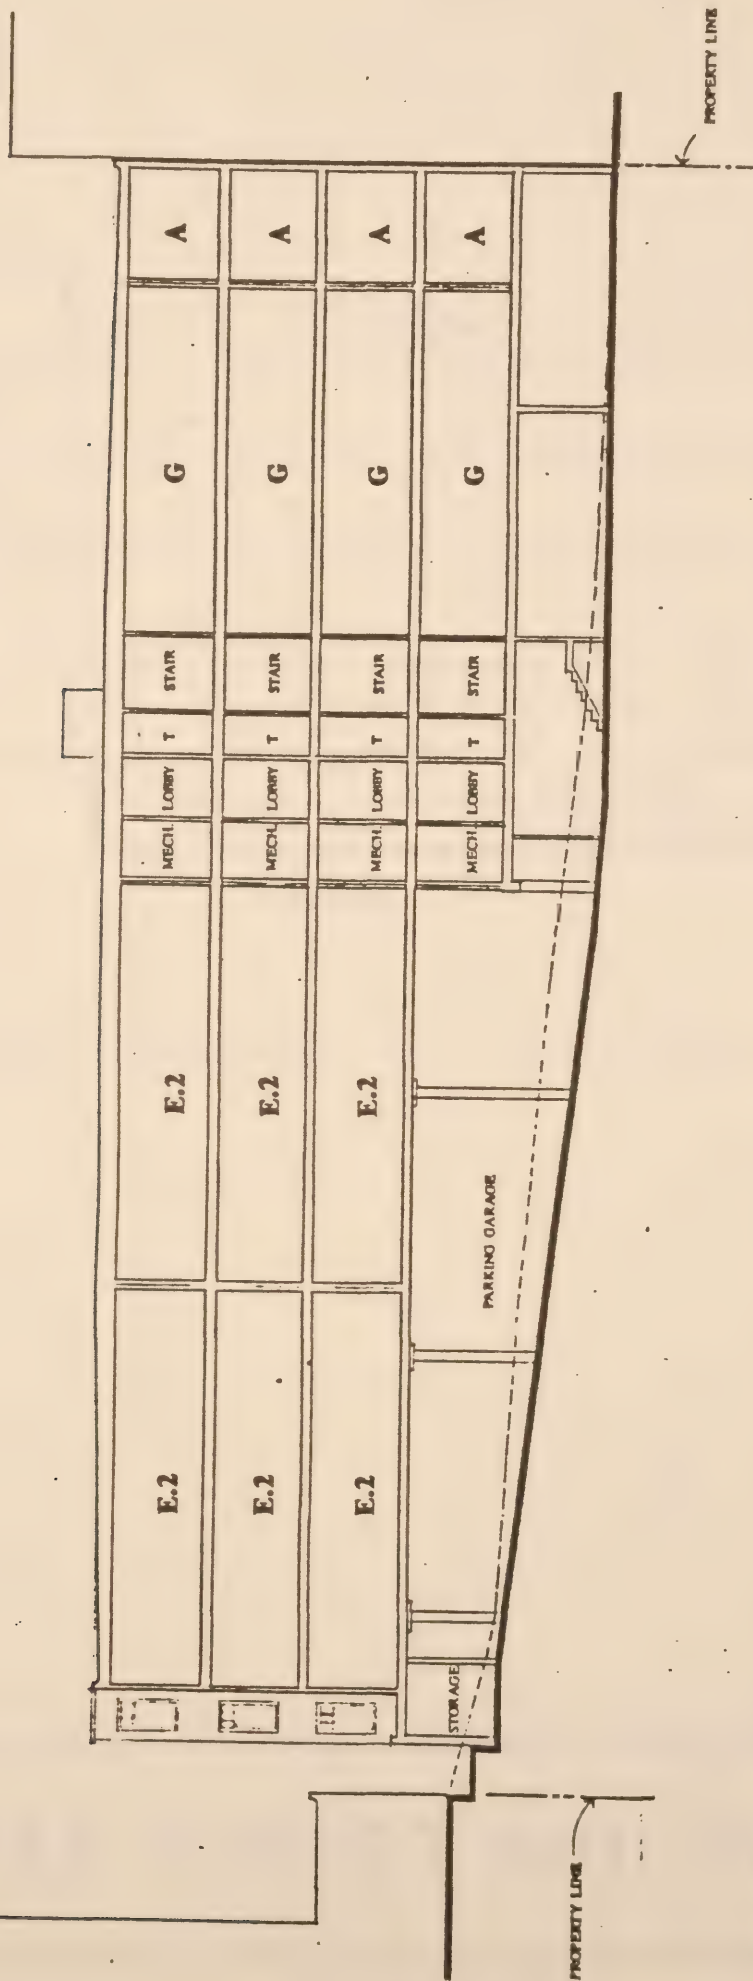 E.2 E.2 MECH. LOBBY T STAIR G A
E.2 E.2 MECH. LOBBY T STAIR G A
E.2 E.2 MECH. LOBBY T STAIR G A
STORAGE PARKING GARAGE MECH. LOBBY T STAIR G A
PROPERTY LINE
PROPERTY LINE